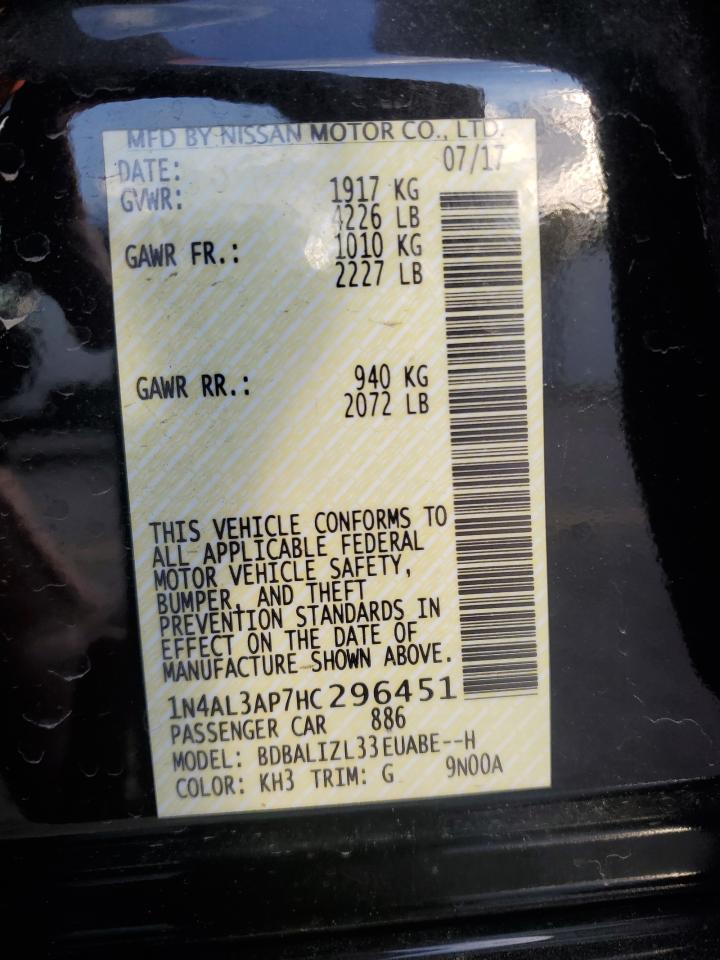 MFD BY NISSAN MOTOR CO., LTD.
DATE: 07/17
GVWR: 1917 KG
4226 LB
GAWR FR.: 1010 KG
2227 LB
GAWR RR.: 940 KG
2072 LB
THIS VEHICLE CONFORMS TO
ALL APPLICABLE FEDERAL
MOTOR VEHICLE SAFETY,
BUMPER, AND THEFT
PREVENTION STANDARDS IN
EFFECT ON THE DATE OF
MANUFACTURE SHOWN ABOVE.
1N4AL3AP7HC296451
PASSENGER CAR 886
MODEL: BDBALIZL33EUABE--H
COLOR: KH3 TRIM: G 9N00A